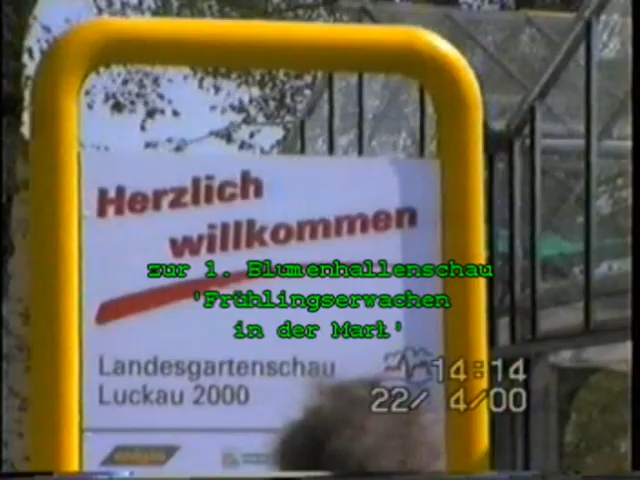 Herzlich
willkommen
zur 1. Blumenhallenschau
'Frühlingserwachen
in der Mark'
Landesgartenschau
Luckau 2000
14:14
22/ 4/00